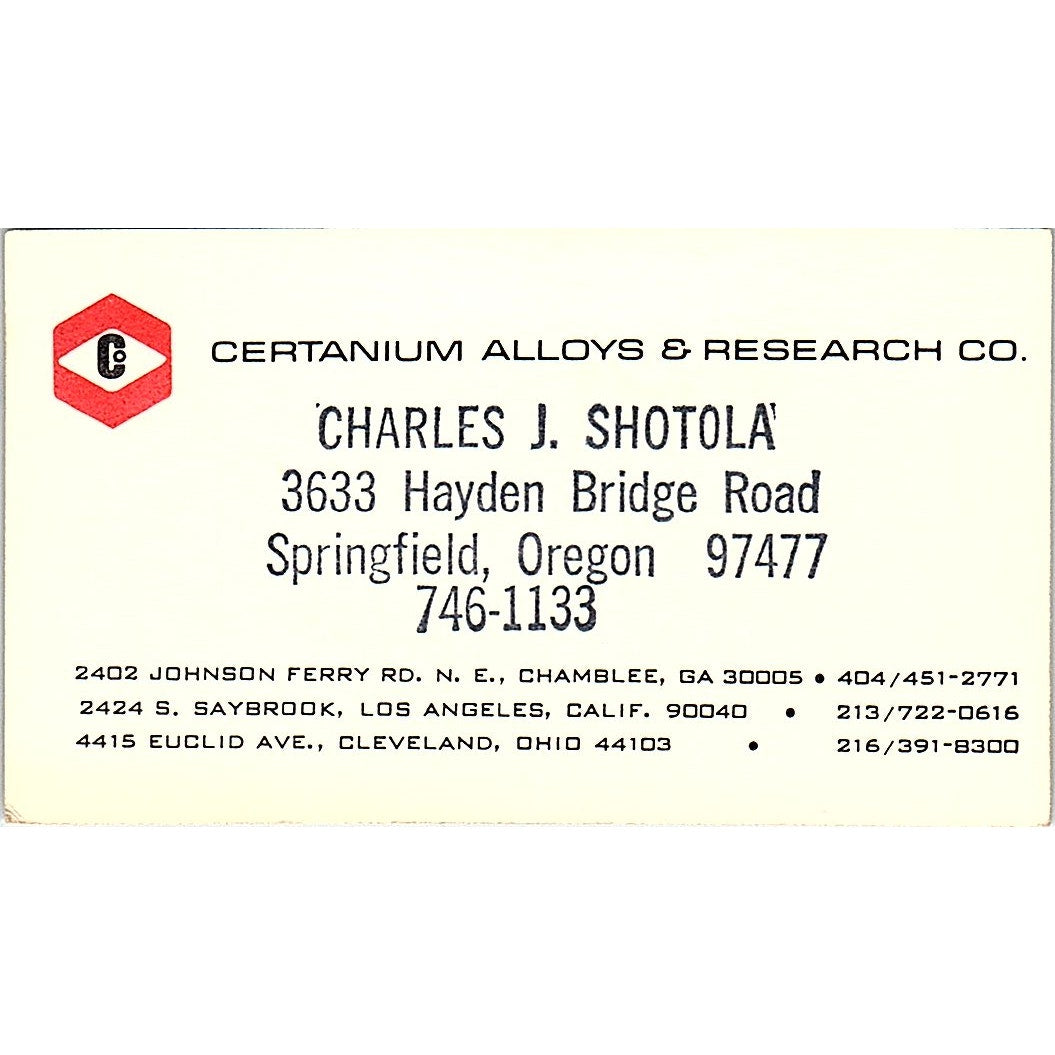 Co
CERTANIUM ALLOYS & RESEARCH CO.
CHARLES J. SHOTOLA
3633 Hayden Bridge Road
Springfield, Oregon 97477
746-1133
2402 JOHNSON FERRY RD. N. E., CHAMBLEE, GA 30005 • 404/451-2771
2424 S. SAYBROOK, LOS ANGELES, CALIF. 90040 • 213/722-0616
4415 EUCLID AVE., CLEVELAND, OHIO 44103 • 216/391-8300